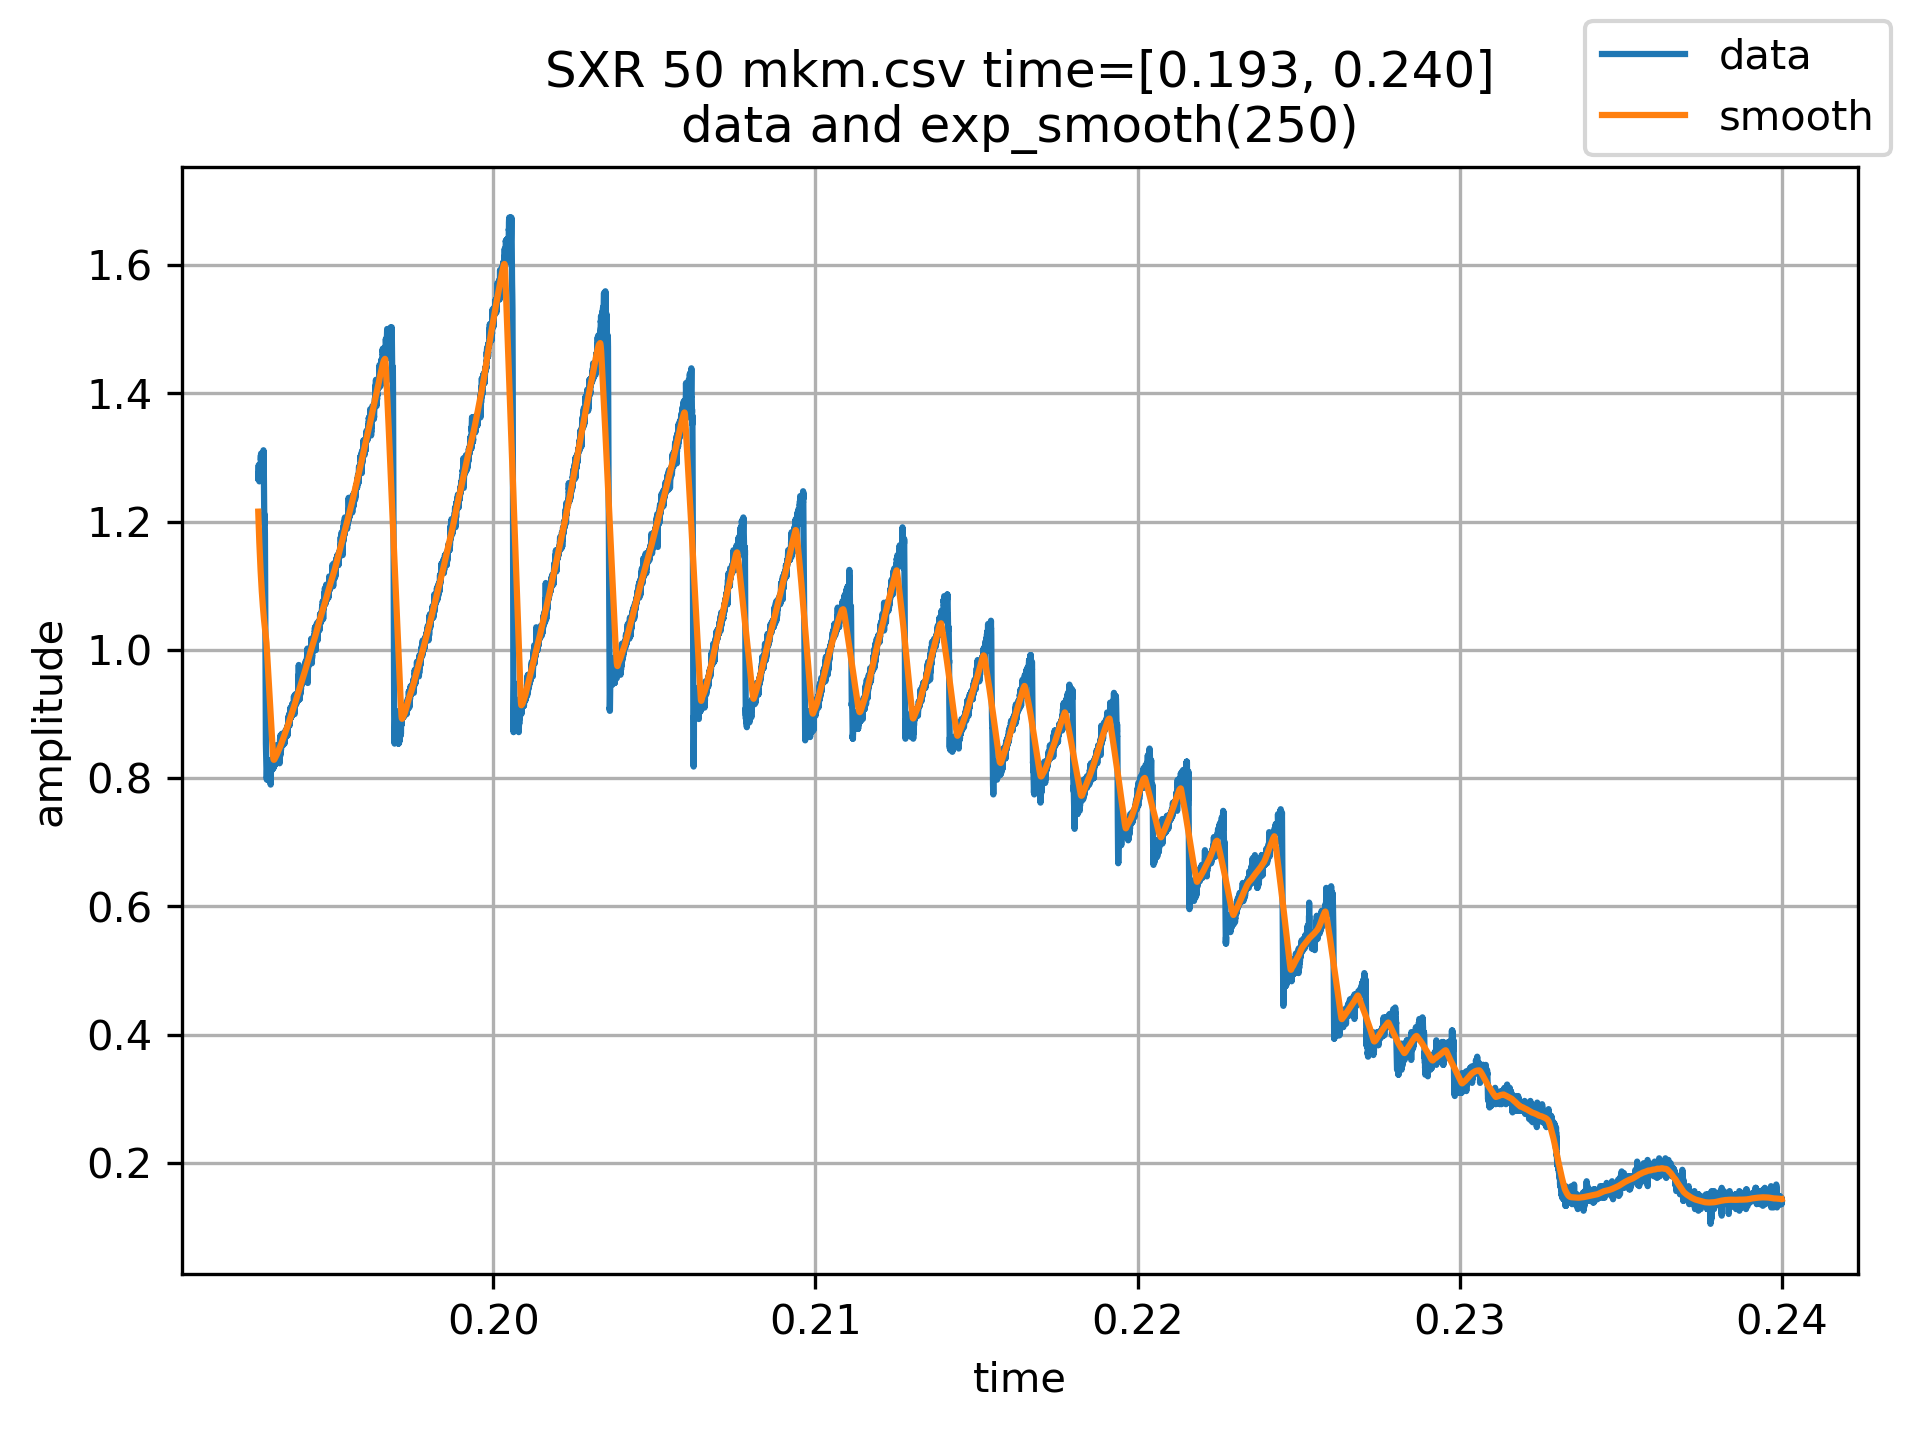 SXR 50 mkm.csv time=[0.193, 0.240]
data and exp_smooth(250)
data
smooth
amplitude
1.6
1.4
1.2
1.0
0.8
0.6
0.4
0.2
0.20 0.21 0.22 0.23 0.24
time